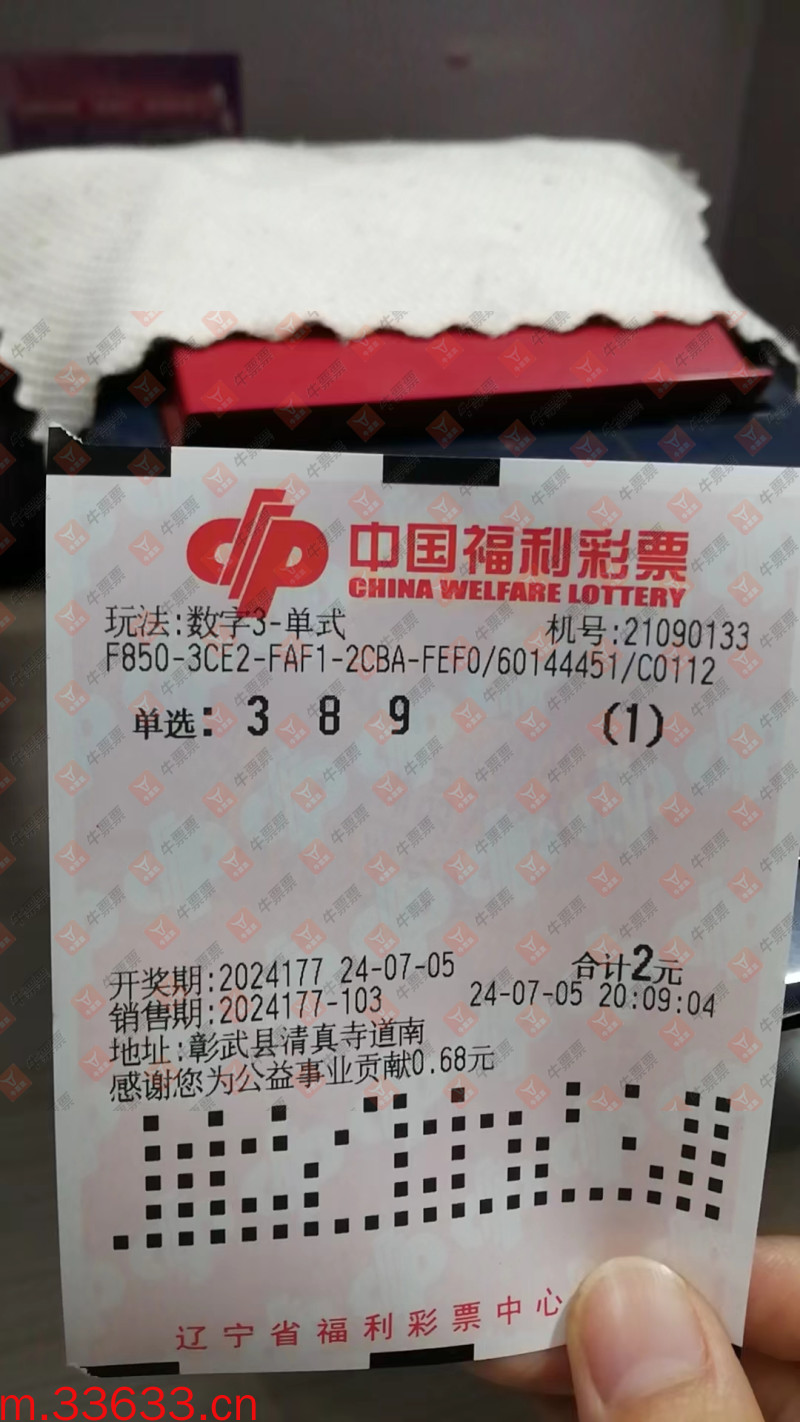 中国福利彩票
CHINA WELFARE LOTTERY
玩法:数字3-单式 机号:21090133
F850-3CE2-FAF1-2CBA-FEF0/60144451/C0112
单选: 3 8 9 (1)
开奖期:2024177 24-07-05 合计2元
销售期:2024177-103 24-07-05 20:09:04
地址:彰武县清真寺道南
感谢您为公益事业贡献0.68元
辽宁省福利彩票中心
m.33633.cn
牛票票